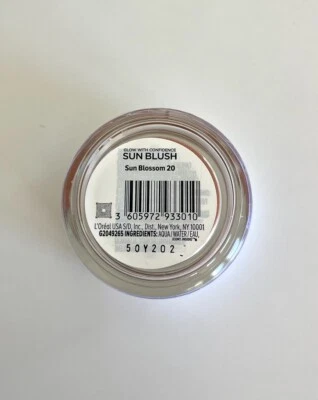 GLOW WITH CONFIDENCE
SUN BLUSH
Sun Blossom 20
3 605972 933010
L'Oréal USA S/D, Inc., Dist., New York, NY 10001
G2049265 INGREDIENTS: AQUA / WATER / EAU,
50Y202